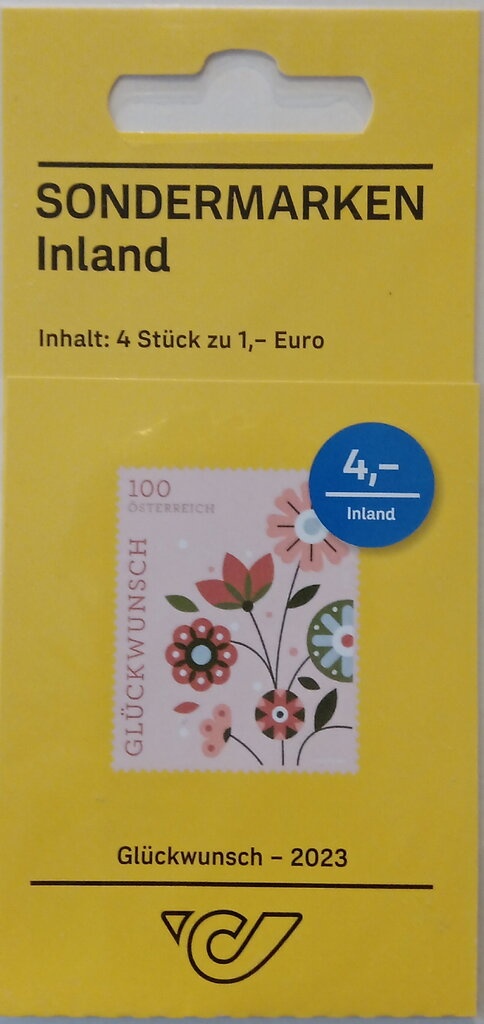 SONDERMARKEN
Inland
Inhalt: 4 Stück zu 1,– Euro
4,–
Inland
100
ÖSTERREICH
GLÜCKWUNSCH
Glückwunsch – 2023